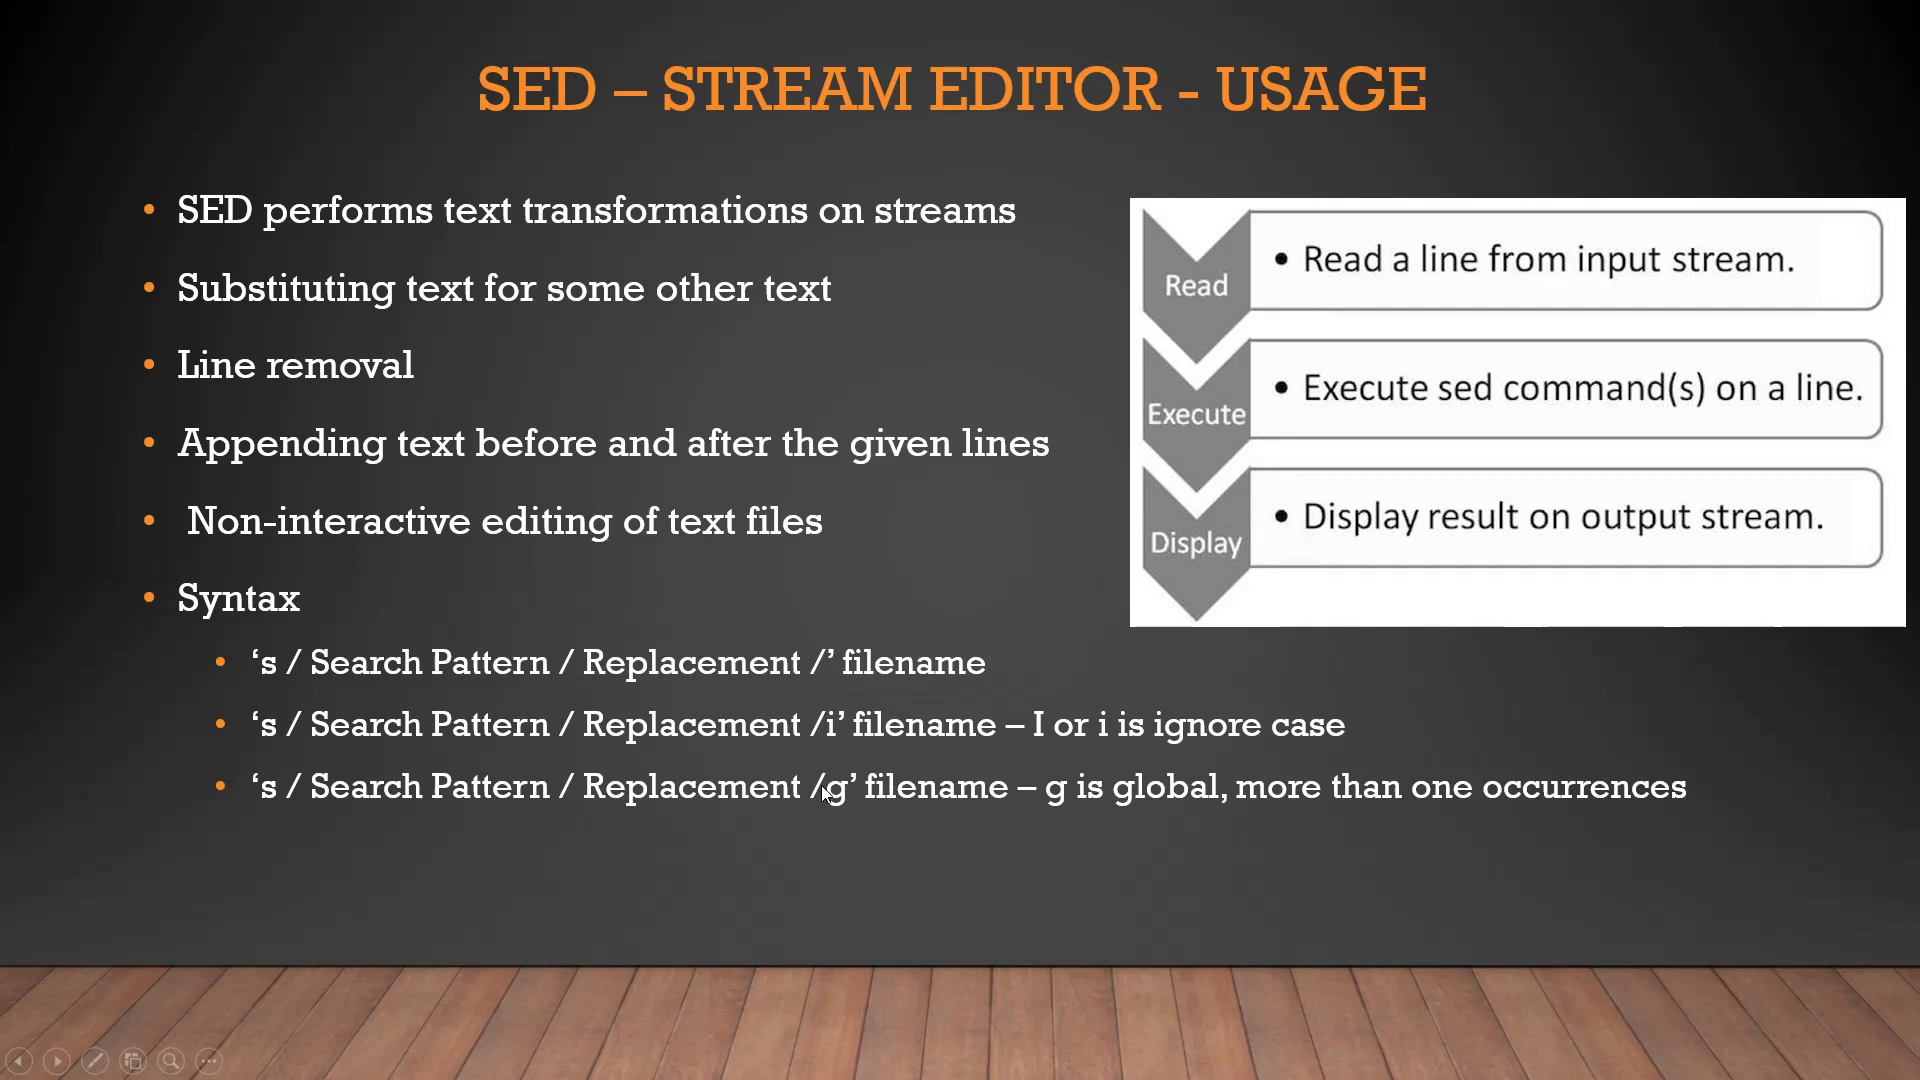 SED – STREAM EDITOR - USAGE
• SED performs text transformations on streams
• Substituting text for some other text
• Line removal
• Appending text before and after the given lines
• Non-interactive editing of text files
• Syntax
• ‘s / Search Pattern / Replacement /’ filename
• ‘s / Search Pattern / Replacement /i’ filename – I or i is ignore case
• ‘s / Search Pattern / Replacement /g’ filename – g is global, more than one occurrences
Read
• Read a line from input stream.
Execute
• Execute sed command(s) on a line.
Display
• Display result on output stream.